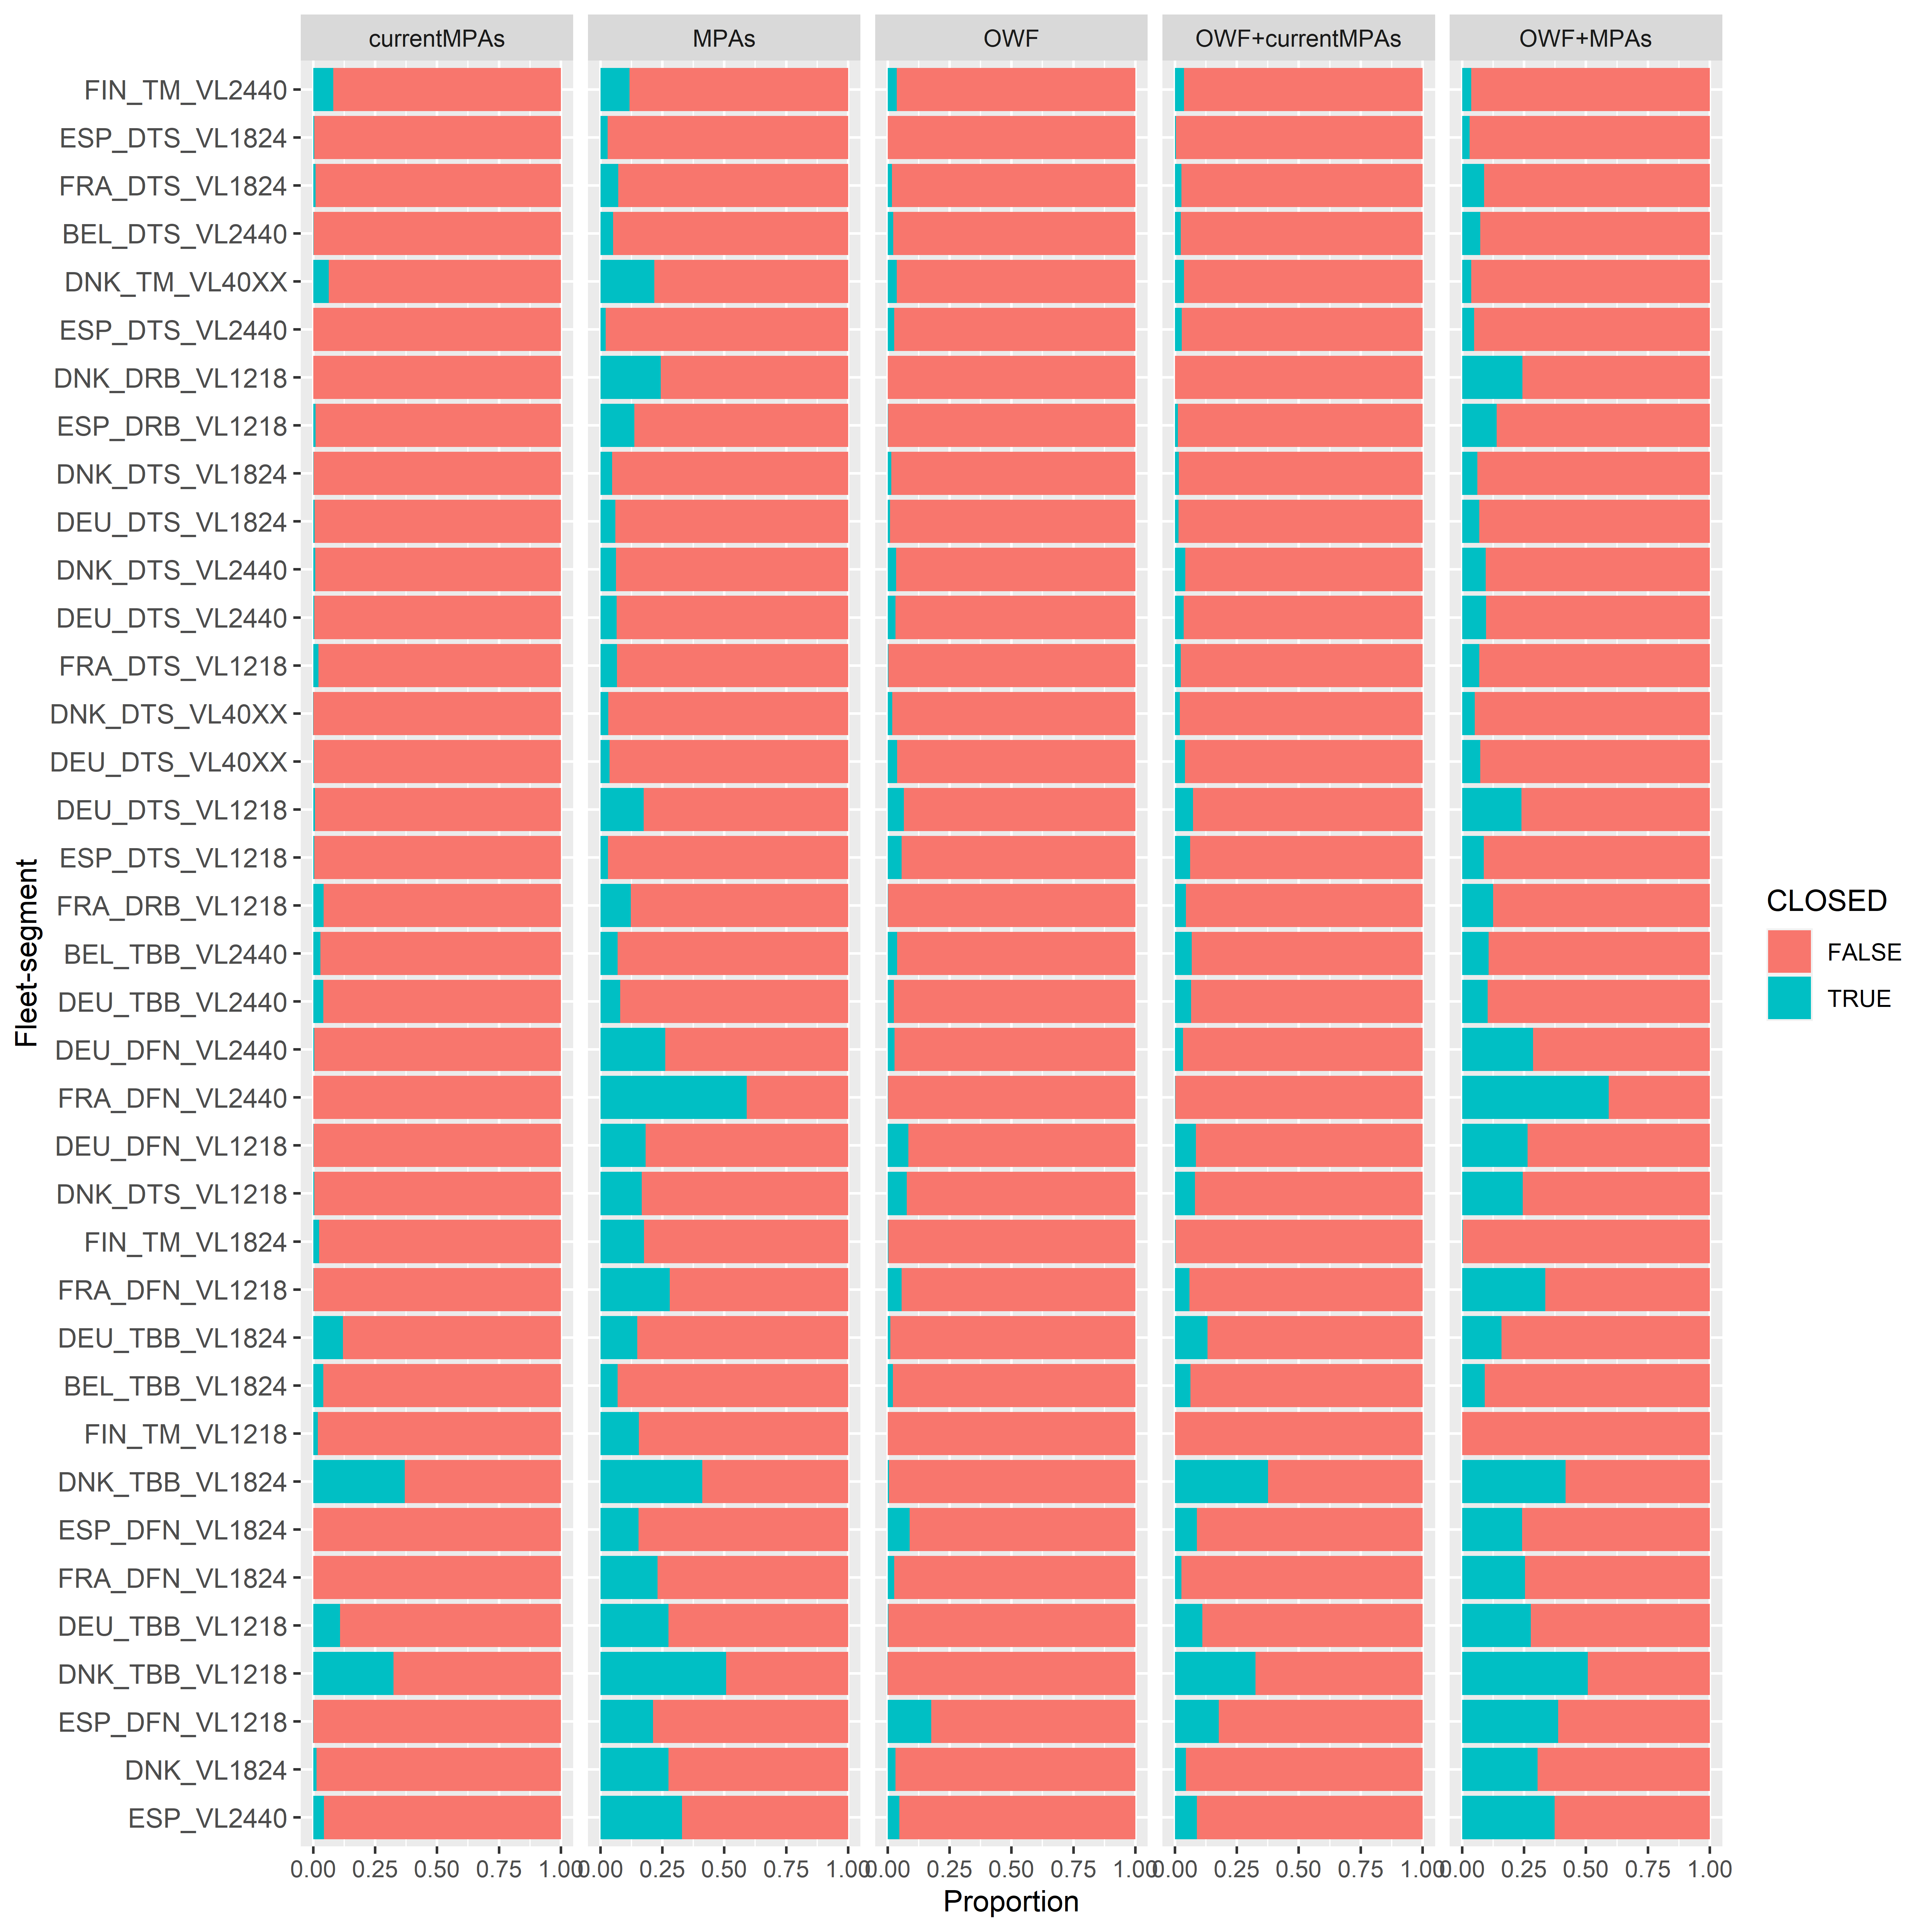 currentMPAs MPAs OWF OWF+currentMPAs OWF+MPAs
FIN_TM_VL2440
ESP_DTS_VL1824
FRA_DTS_VL1824
BEL_DTS_VL2440
DNK_TM_VL40XX
ESP_DTS_VL2440
DNK_DRB_VL1218
ESP_DRB_VL1218
DNK_DTS_VL1824
DEU_DTS_VL1824
DNK_DTS_VL2440
DEU_DTS_VL2440
FRA_DTS_VL1218
DNK_DTS_VL40XX
DEU_DTS_VL40XX
DEU_DTS_VL1218
ESP_DTS_VL1218
FRA_DRB_VL1218
BEL_TBB_VL2440
DEU_TBB_VL2440
DEU_DFN_VL2440
FRA_DFN_VL2440
DEU_DFN_VL1218
DNK_DTS_VL1218
FIN_TM_VL1824
FRA_DFN_VL1218
DEU_TBB_VL1824
BEL_TBB_VL1824
FIN_TM_VL1218
DNK_TBB_VL1824
ESP_DFN_VL1824
FRA_DFN_VL1824
DEU_TBB_VL1218
DNK_TBB_VL1218
ESP_DFN_VL1218
DNK_VL1824
ESP_VL2440
0.00 0.25 0.50 0.75 1.00 0.00 0.25 0.50 0.75 1.00 0.00 0.25 0.50 0.75 1.00 0.00 0.25 0.50 0.75 1.00 0.00 0.25 0.50 0.75 1.00
Proportion
Fleet-segment
CLOSED
FALSE
TRUE